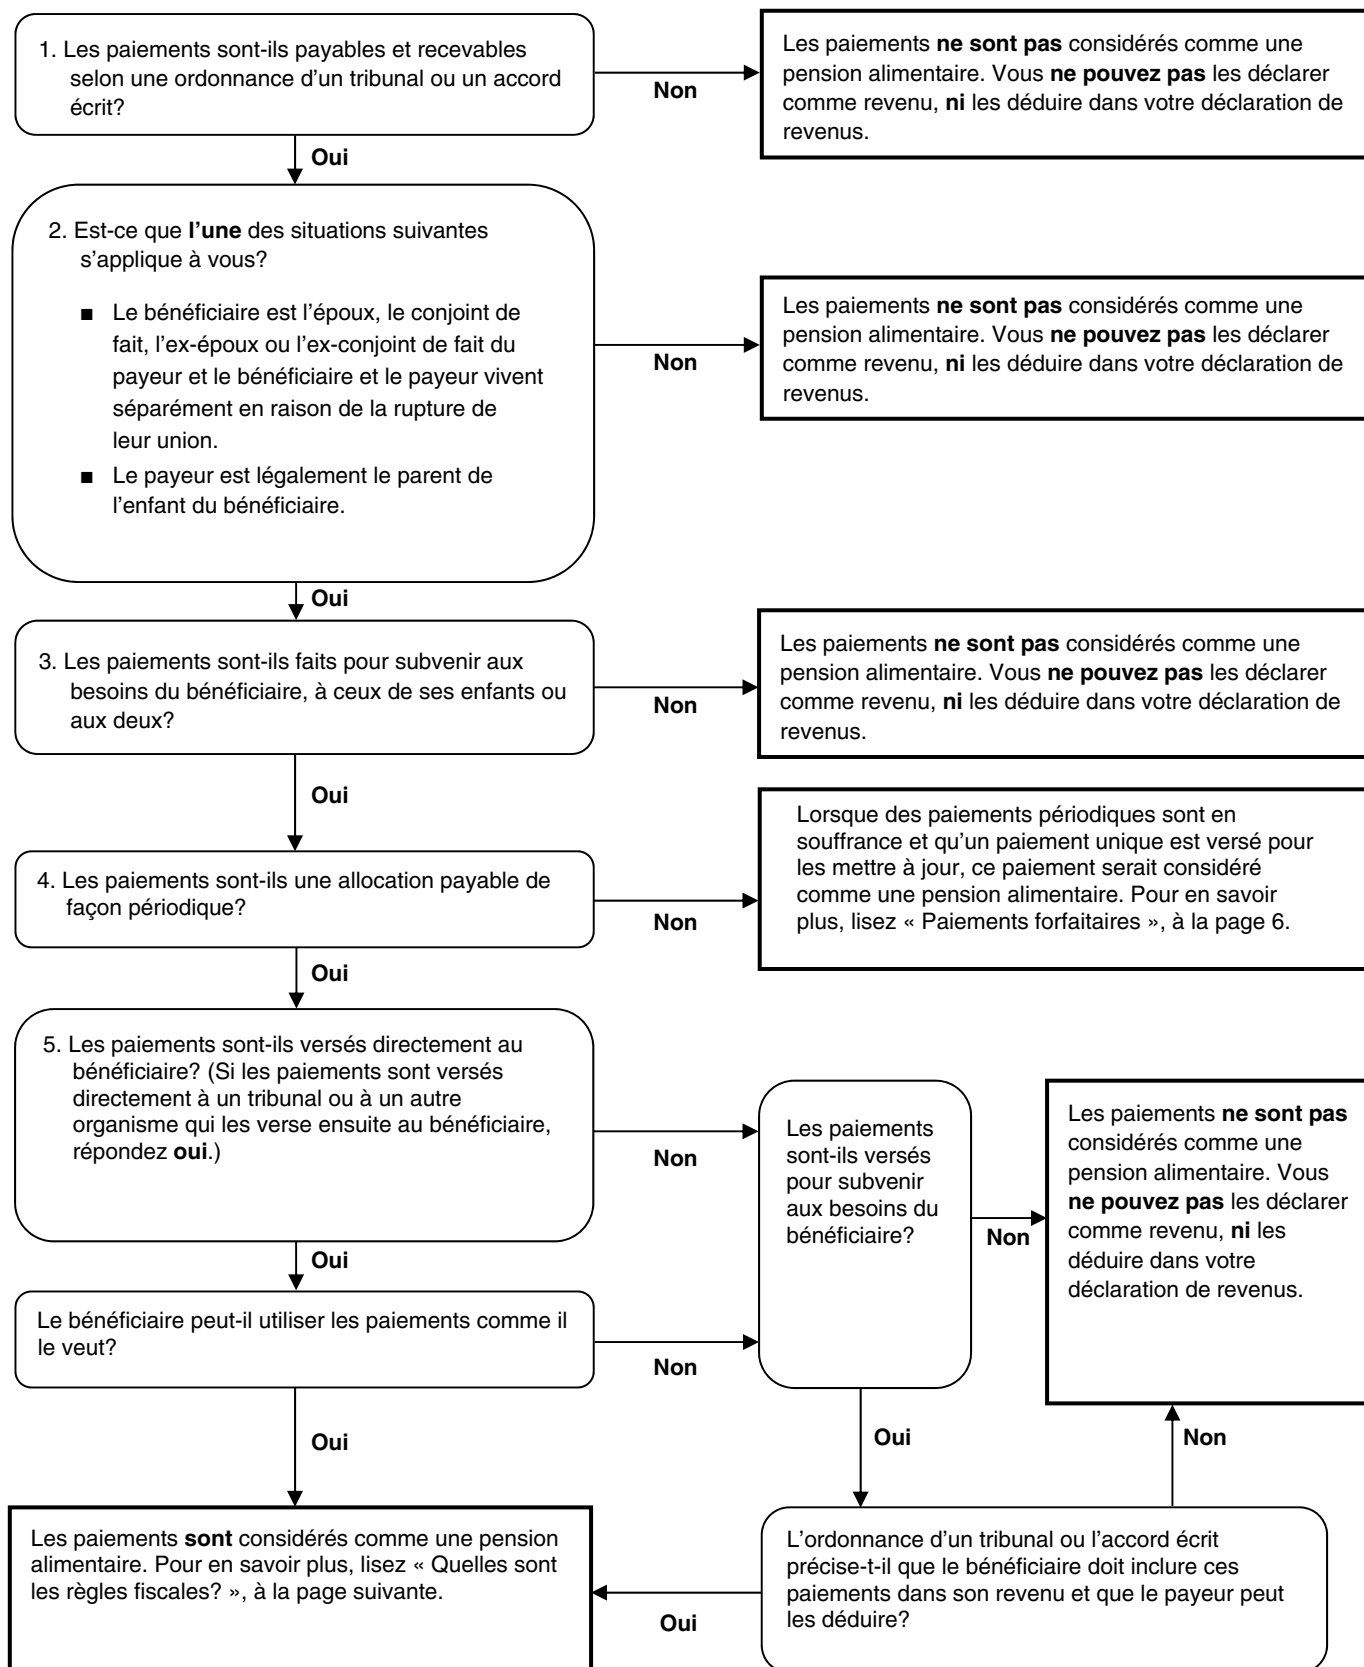 1. Les paiements sont-ils payables et recevables
selon une ordonnance d'un tribunal ou un accord
écrit?
Non
Les paiements ne sont pas considérés comme une
pension alimentaire. Vous ne pouvez pas les déclarer
comme revenu, ni les déduire dans votre déclaration de
revenus.
Oui
2. Est-ce que l'une des situations suivantes
s'applique à vous?
■ Le bénéficiaire est l'époux, le conjoint de
fait, l'ex-époux ou l'ex-conjoint de fait du
payeur et le bénéficiaire et le payeur vivent
séparément en raison de la rupture de
leur union.
■ Le payeur est légalement le parent de
l'enfant du bénéficiaire.
Non
Les paiements ne sont pas considérés comme une
pension alimentaire. Vous ne pouvez pas les déclarer
comme revenu, ni les déduire dans votre déclaration de
revenus.
Oui
3. Les paiements sont-ils faits pour subvenir aux
besoins du bénéficiaire, à ceux de ses enfants ou
aux deux?
Non
Les paiements ne sont pas considérés comme une
pension alimentaire. Vous ne pouvez pas les déclarer
comme revenu, ni les déduire dans votre déclaration de
revenus.
Oui
4. Les paiements sont-ils une allocation payable de
façon périodique?
Non
Lorsque des paiements périodiques sont en
souffrance et qu'un paiement unique est versé pour
les mettre à jour, ce paiement serait considéré
comme une pension alimentaire. Pour en savoir
plus, lisez « Paiements forfaitaires », à la page 6.
Oui
5. Les paiements sont-ils versés directement au
bénéficiaire? (Si les paiements sont versés
directement à un tribunal ou à un autre
organisme qui les verse ensuite au bénéficiaire,
répondez oui.)
Non
Les paiements
sont-ils versés
pour subvenir
aux besoins du
bénéficiaire?
Non
Les paiements ne sont pas
considérés comme une
pension alimentaire. Vous
ne pouvez pas les déclarer
comme revenu, ni les
déduire dans votre
déclaration de revenus.
Oui
Le bénéficiaire peut-il utiliser les paiements comme il
le veut?
Non
Oui
Oui
Non
Les paiements sont considérés comme une pension
alimentaire. Pour en savoir plus, lisez « Quelles sont
les règles fiscales? », à la page suivante.
Oui
L'ordonnance d'un tribunal ou l'accord écrit
précise-t-il que le bénéficiaire doit inclure ces
paiements dans son revenu et que le payeur peut
les déduire?